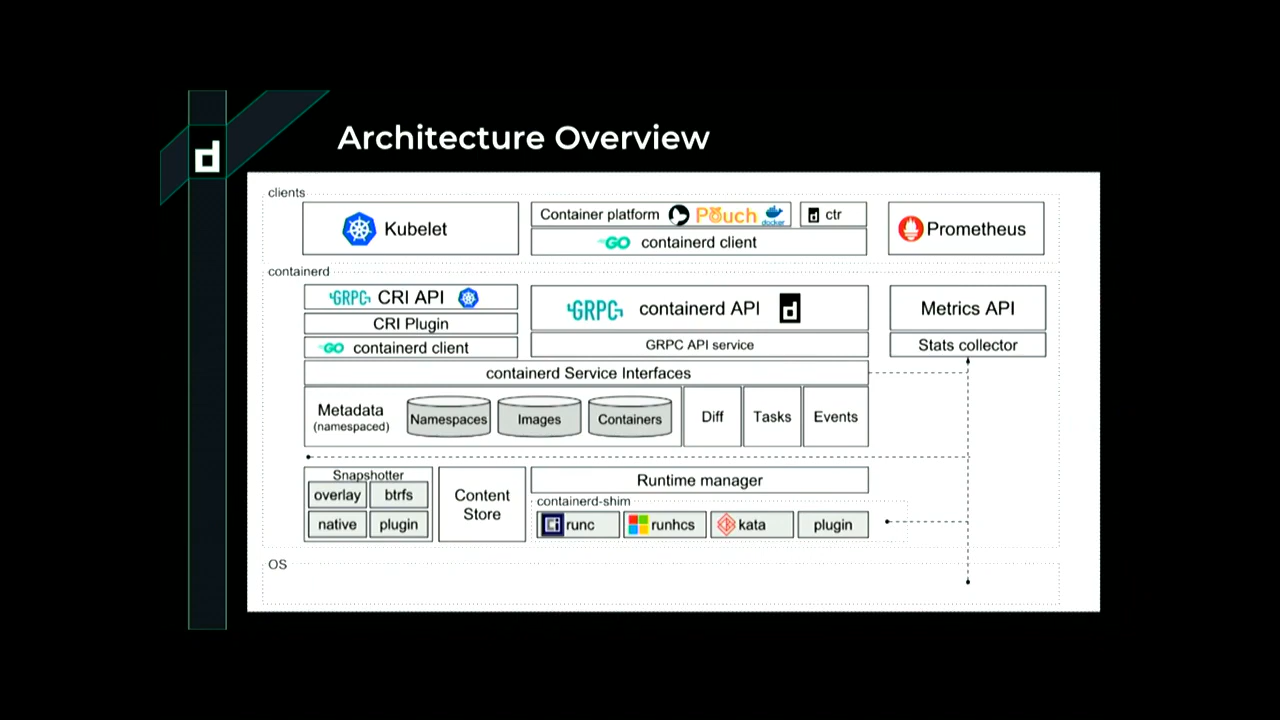 Architecture Overview
clients
Kubelet
Container platform Pouch docker
ctr
GO containerd client
Prometheus
containerd
GRPC CRI API
CRI Plugin
GO containerd client
GRPC containerd API
GRPC API service
Metrics API
Stats collector
containerd Service Interfaces
Metadata
(namespaced)
Namespaces
Images
Containers
Diff
Tasks
Events
Snapshotter
overlay
btrfs
native
plugin
Content
Store
Runtime manager
containerd-shim
runc
runhcs
kata
plugin
OS